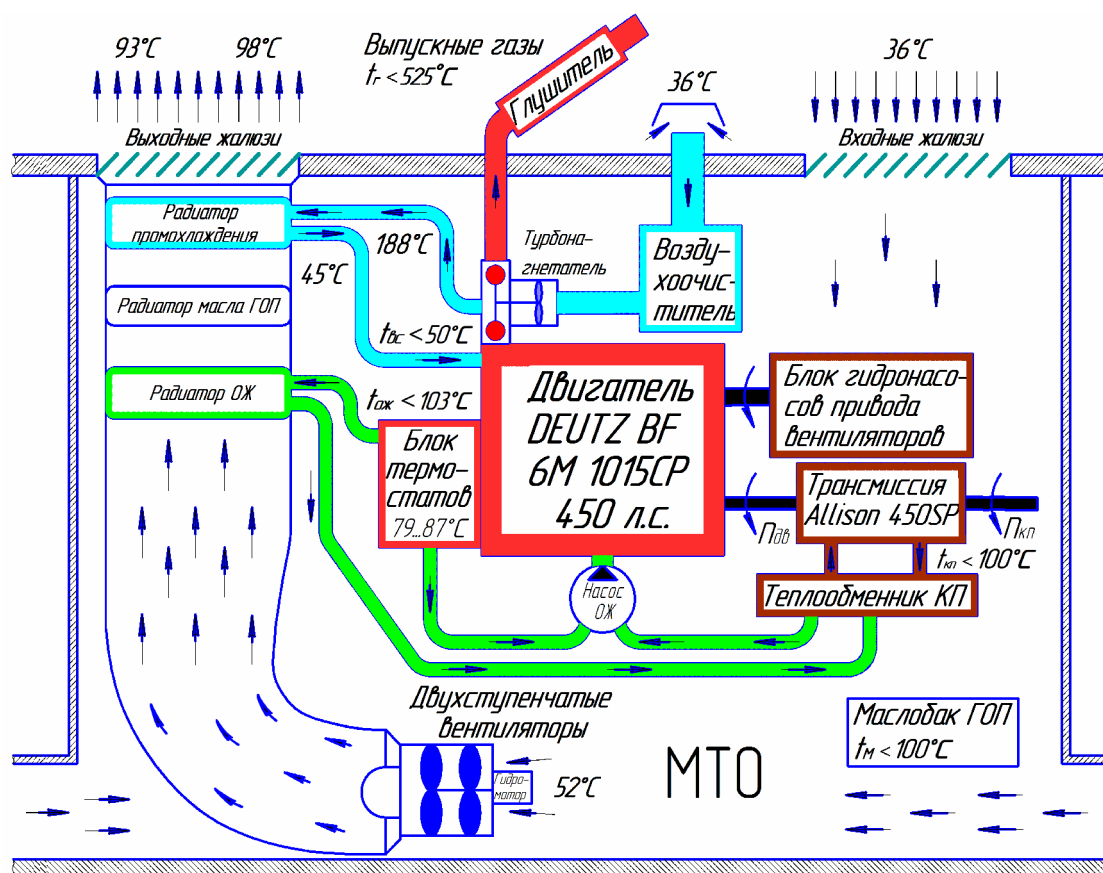 93°C
98°C
Выпускные газы
tг < 525°C
Глушитель
36°C
36°C
Выходные жалюзи
Входные жалюзи
Радиатор
промохлаждения
188°C
45°C
Турбона-
гнетатель
Возду-
хоочис-
титель
Радиатор масла ГОП
tвс < 50°C
Радиатор ОЖ
tож < 103°C
Двигатель
DEUTZ BF
6M 1015CP
450 л.с.
Блок гидронасо-
сов привода
вентиляторов
Блок
термо-
статов
79...87°C
Трансмиссия
Allison 450SP
nдв
nкп
tкп < 100°C
Насос
ОЖ
Теплообменник КП
Двухступенчатые
вентиляторы
Гидро-
мотор
52°C
МТО
Маслобак ГОП
tм < 100°C